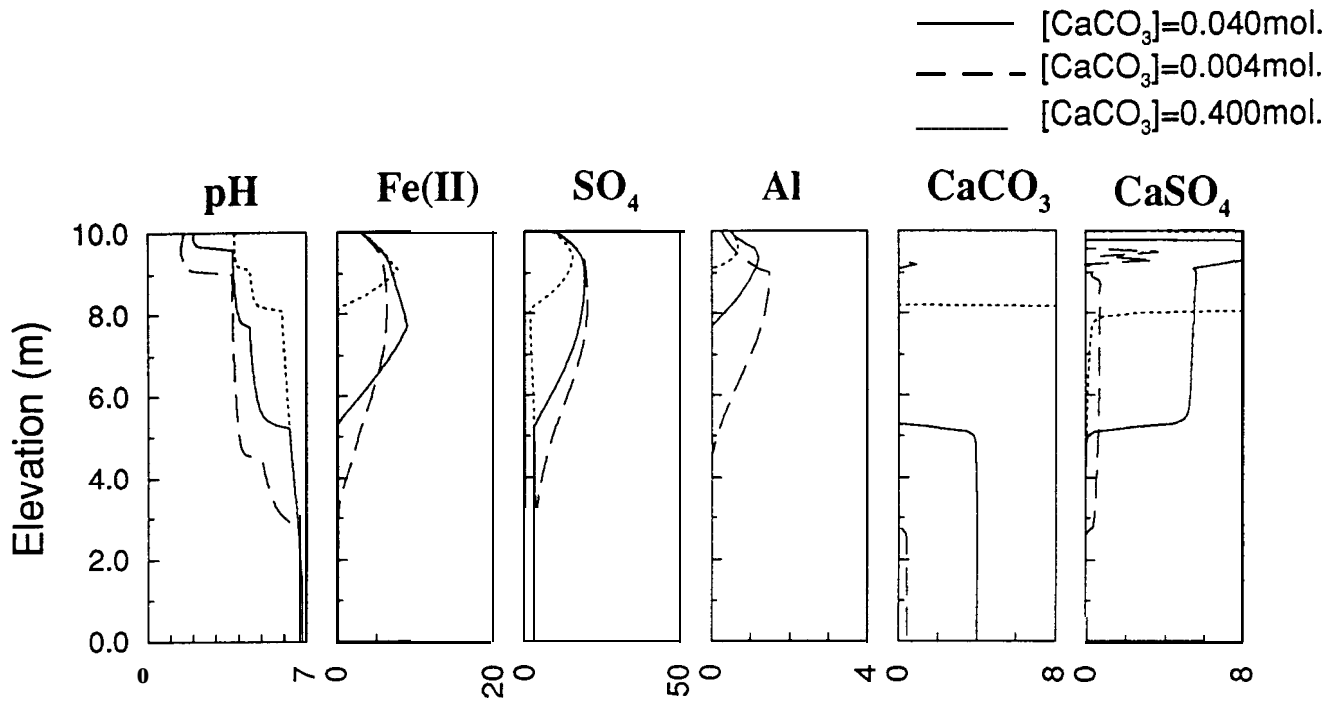 [CaCO₃]=0.040mol.
[CaCO₃]=0.004mol.
[CaCO₃]=0.400mol.
pH Fe(II) SO₄ Al CaCO₃ CaSO₄
Elevation (m)
10.0
8.0
6.0
4.0
2.0
0.0
0 7 0 20 0 50 0 4 0 8 0 8